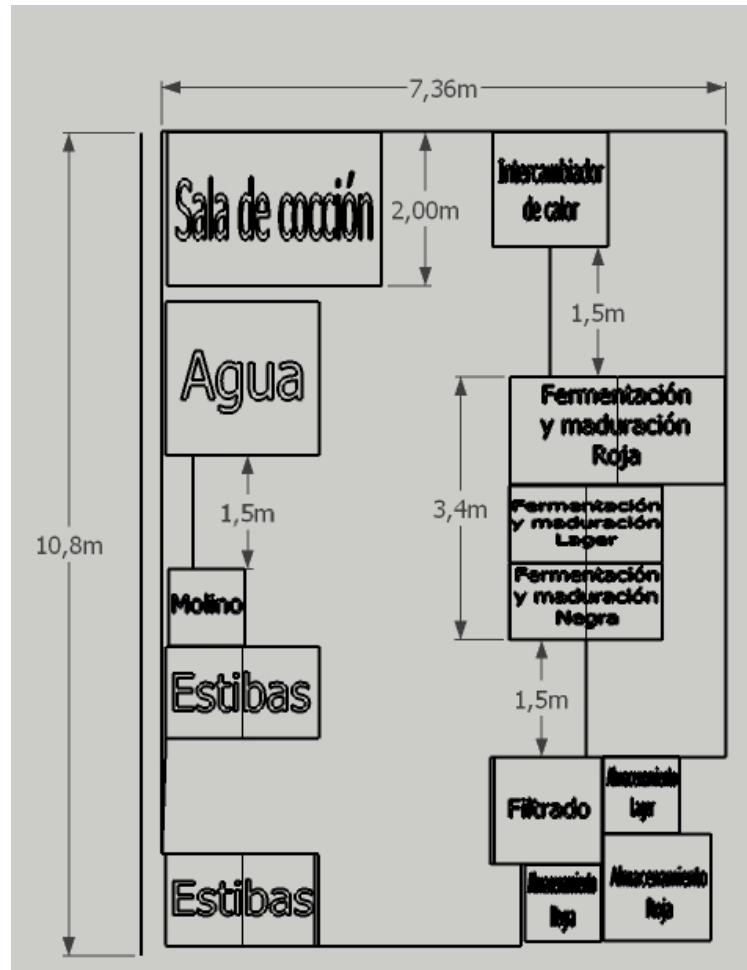 7,36m
Sala de cocción
2,00m
Intercambiador
de calor
1,5m
Agua
Fermentación
y maduración
Roja
1,5m
3,4m
Fermentación
y maduración
Lager
10,8m
Fermentación
y maduración
Negra
Molino
Estibas
1,5m
Filtrado
Almacenamiento
Estibas
Almacenamiento
Almacenamiento
Roja